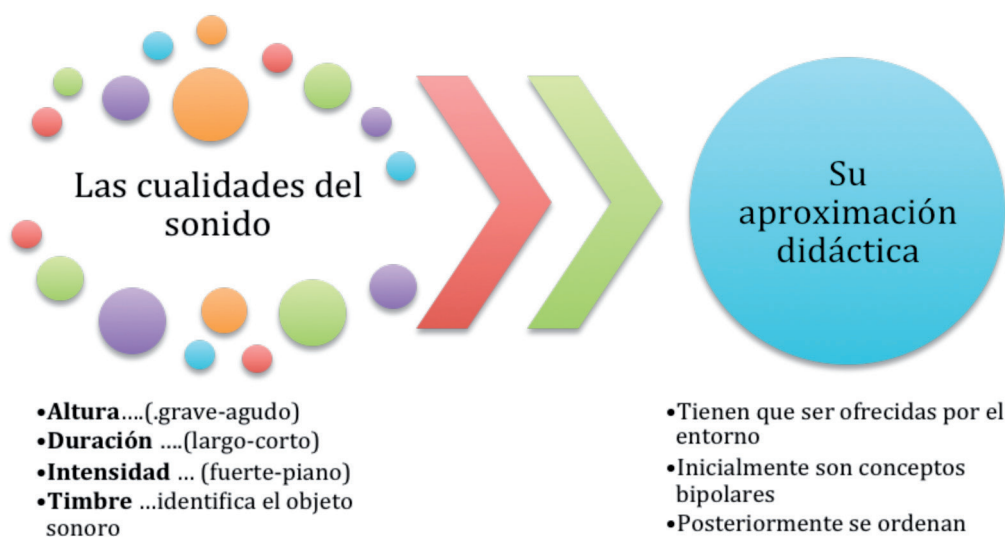 Las cualidades del
sonido
Su
aproximación
didáctica
•Altura....(.grave-agudo)
•Duración ....(largo-corto)
•Intensidad ... (fuerte-piano)
•Timbre ...identifica el objeto
sonoro
•Tienen que ser ofrecidas por el
entorno
•Inicialmente son conceptos
bipolares
•Posteriormente se ordenan